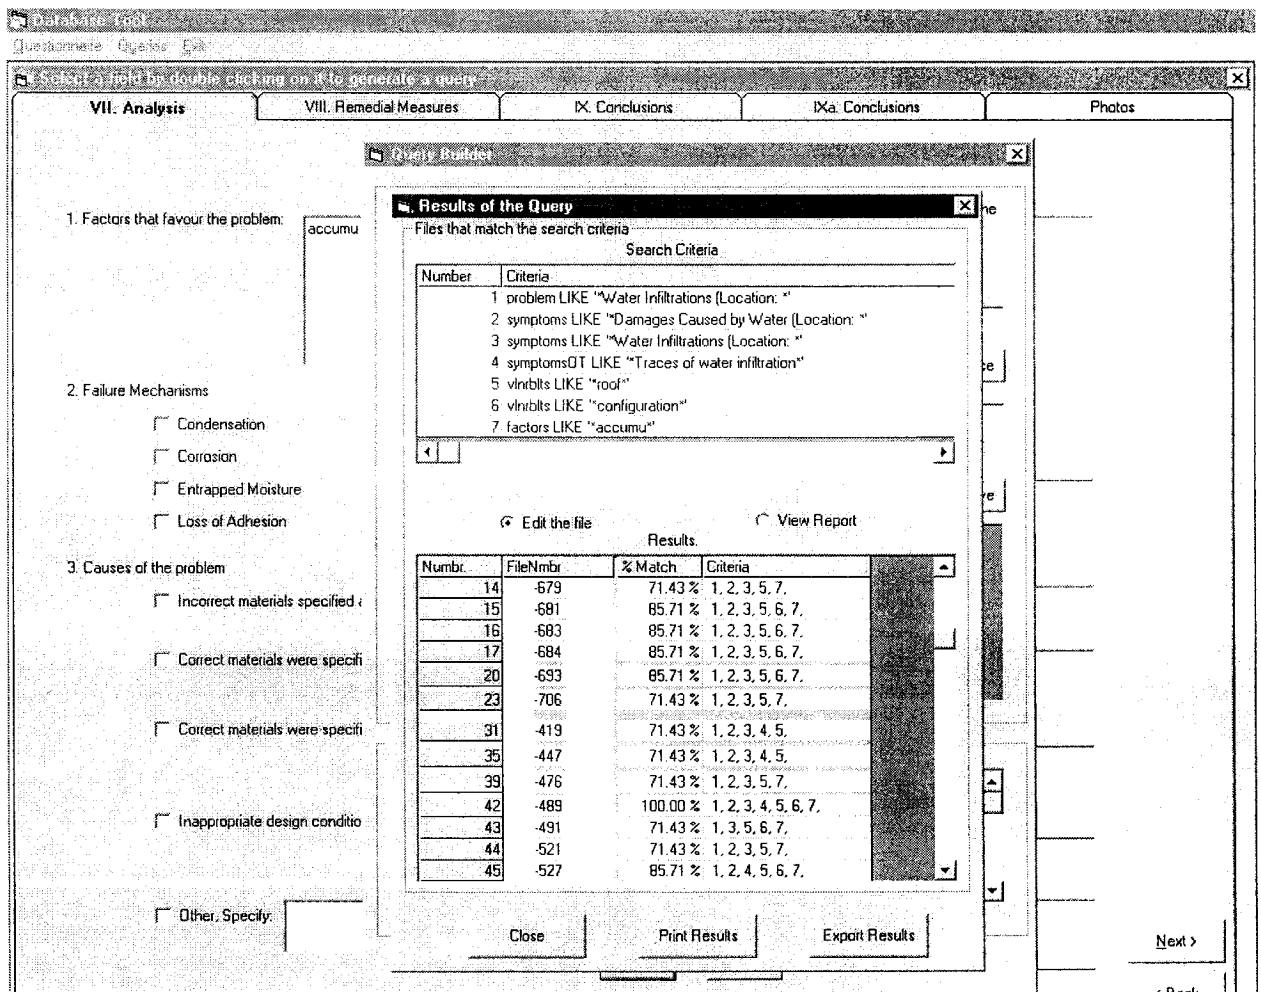 Database Tool
Questionnaire Queries Exit
Select a field by double clicking on it to generate a query
VII. Analysis VIII. Remedial Measures IX. Conclusions IXa. Conclusions Photos
Query Builder
1. Factors that favour the problem:
accumu
Results of the Query
Files that match the search criteria
Search Criteria
Number Criteria
1 problem LIKE '*Water Infiltrations (Location: *'
2 symptoms LIKE '*Damages Caused by Water (Location: *'
3 symptoms LIKE '*Water Infiltrations (Location: *'
4 symptomsOT LIKE '*Traces of water infiltration*'
5 vlnrblts LIKE '*roof*'
6 vlnrblts LIKE '*configuration*'
7 factors LIKE '*accumu*'
2. Failure Mechanisms
Condensation
Corrosion
Entrapped Moisture
Loss of Adhesion
Edit the file View Report
Results.
Numbr. FileNmbr % Match Criteria
14 -679 71.43 % 1, 2, 3, 5, 7,
15 -681 85.71 % 1, 2, 3, 5, 6, 7,
16 -683 85.71 % 1, 2, 3, 5, 6, 7,
17 -684 85.71 % 1, 2, 3, 5, 6, 7,
20 -693 85.71 % 1, 2, 3, 5, 6, 7,
23 -706 71.43 % 1, 2, 3, 5, 7,
31 -419 71.43 % 1, 2, 3, 4, 5,
35 -447 71.43 % 1, 2, 3, 4, 5,
39 -476 71.43 % 1, 2, 3, 5, 7,
42 -489 100.00 % 1, 2, 3, 4, 5, 6, 7,
43 -491 71.43 % 1, 3, 5, 6, 7,
44 -521 71.43 % 1, 2, 3, 5, 7,
45 -527 85.71 % 1, 2, 4, 5, 6, 7,
3. Causes of the problem
Incorrect materials specified
Correct materials were specifi
Correct materials were specifi
Inappropriate design conditio
Other, Specify:
Close Print Results Export Results
Next >